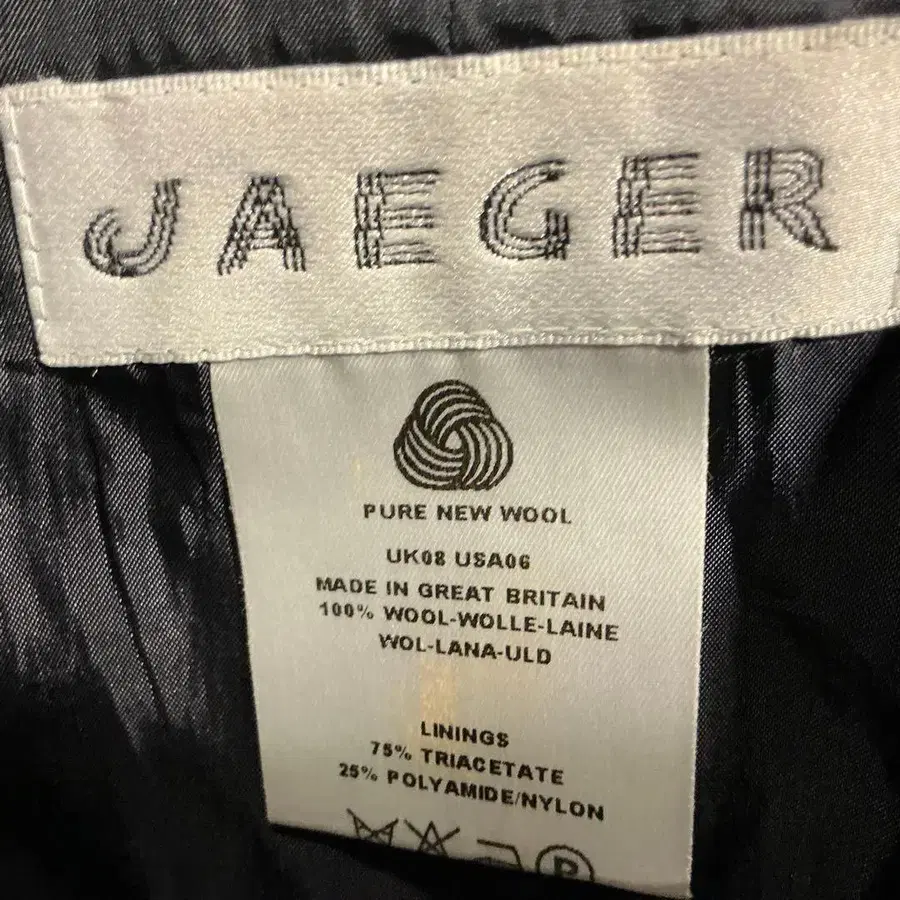 JAEGER
PURE NEW WOOL
UK08 USA06
MADE IN GREAT BRITAIN
100% WOOL-WOLLE-LAINE
WOL-LANA-ULD
LININGS
75% TRIACETATE
25% POLYAMIDE/NYLON
P